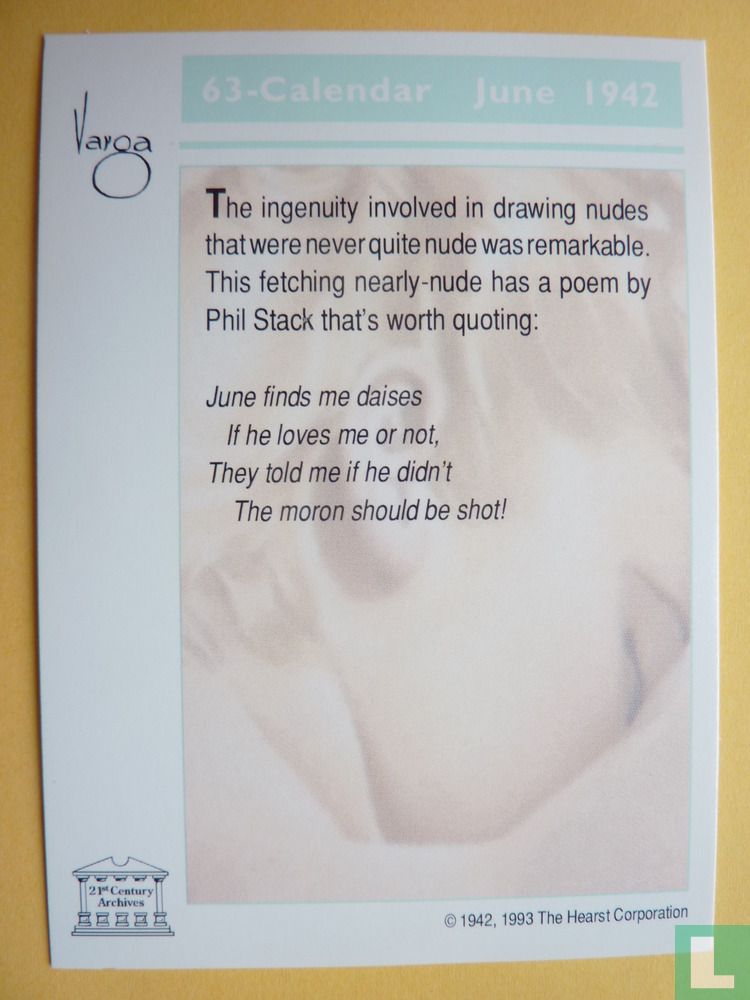 63-Calendar June 1942
Varga
The ingenuity involved in drawing nudes
that were never quite nude was remarkable.
This fetching nearly-nude has a poem by
Phil Stack that's worth quoting:
June finds me daises
If he loves me or not,
They told me if he didn't
The moron should be shot!
21st Century
Archives
© 1942, 1993 The Hearst Corporation
L